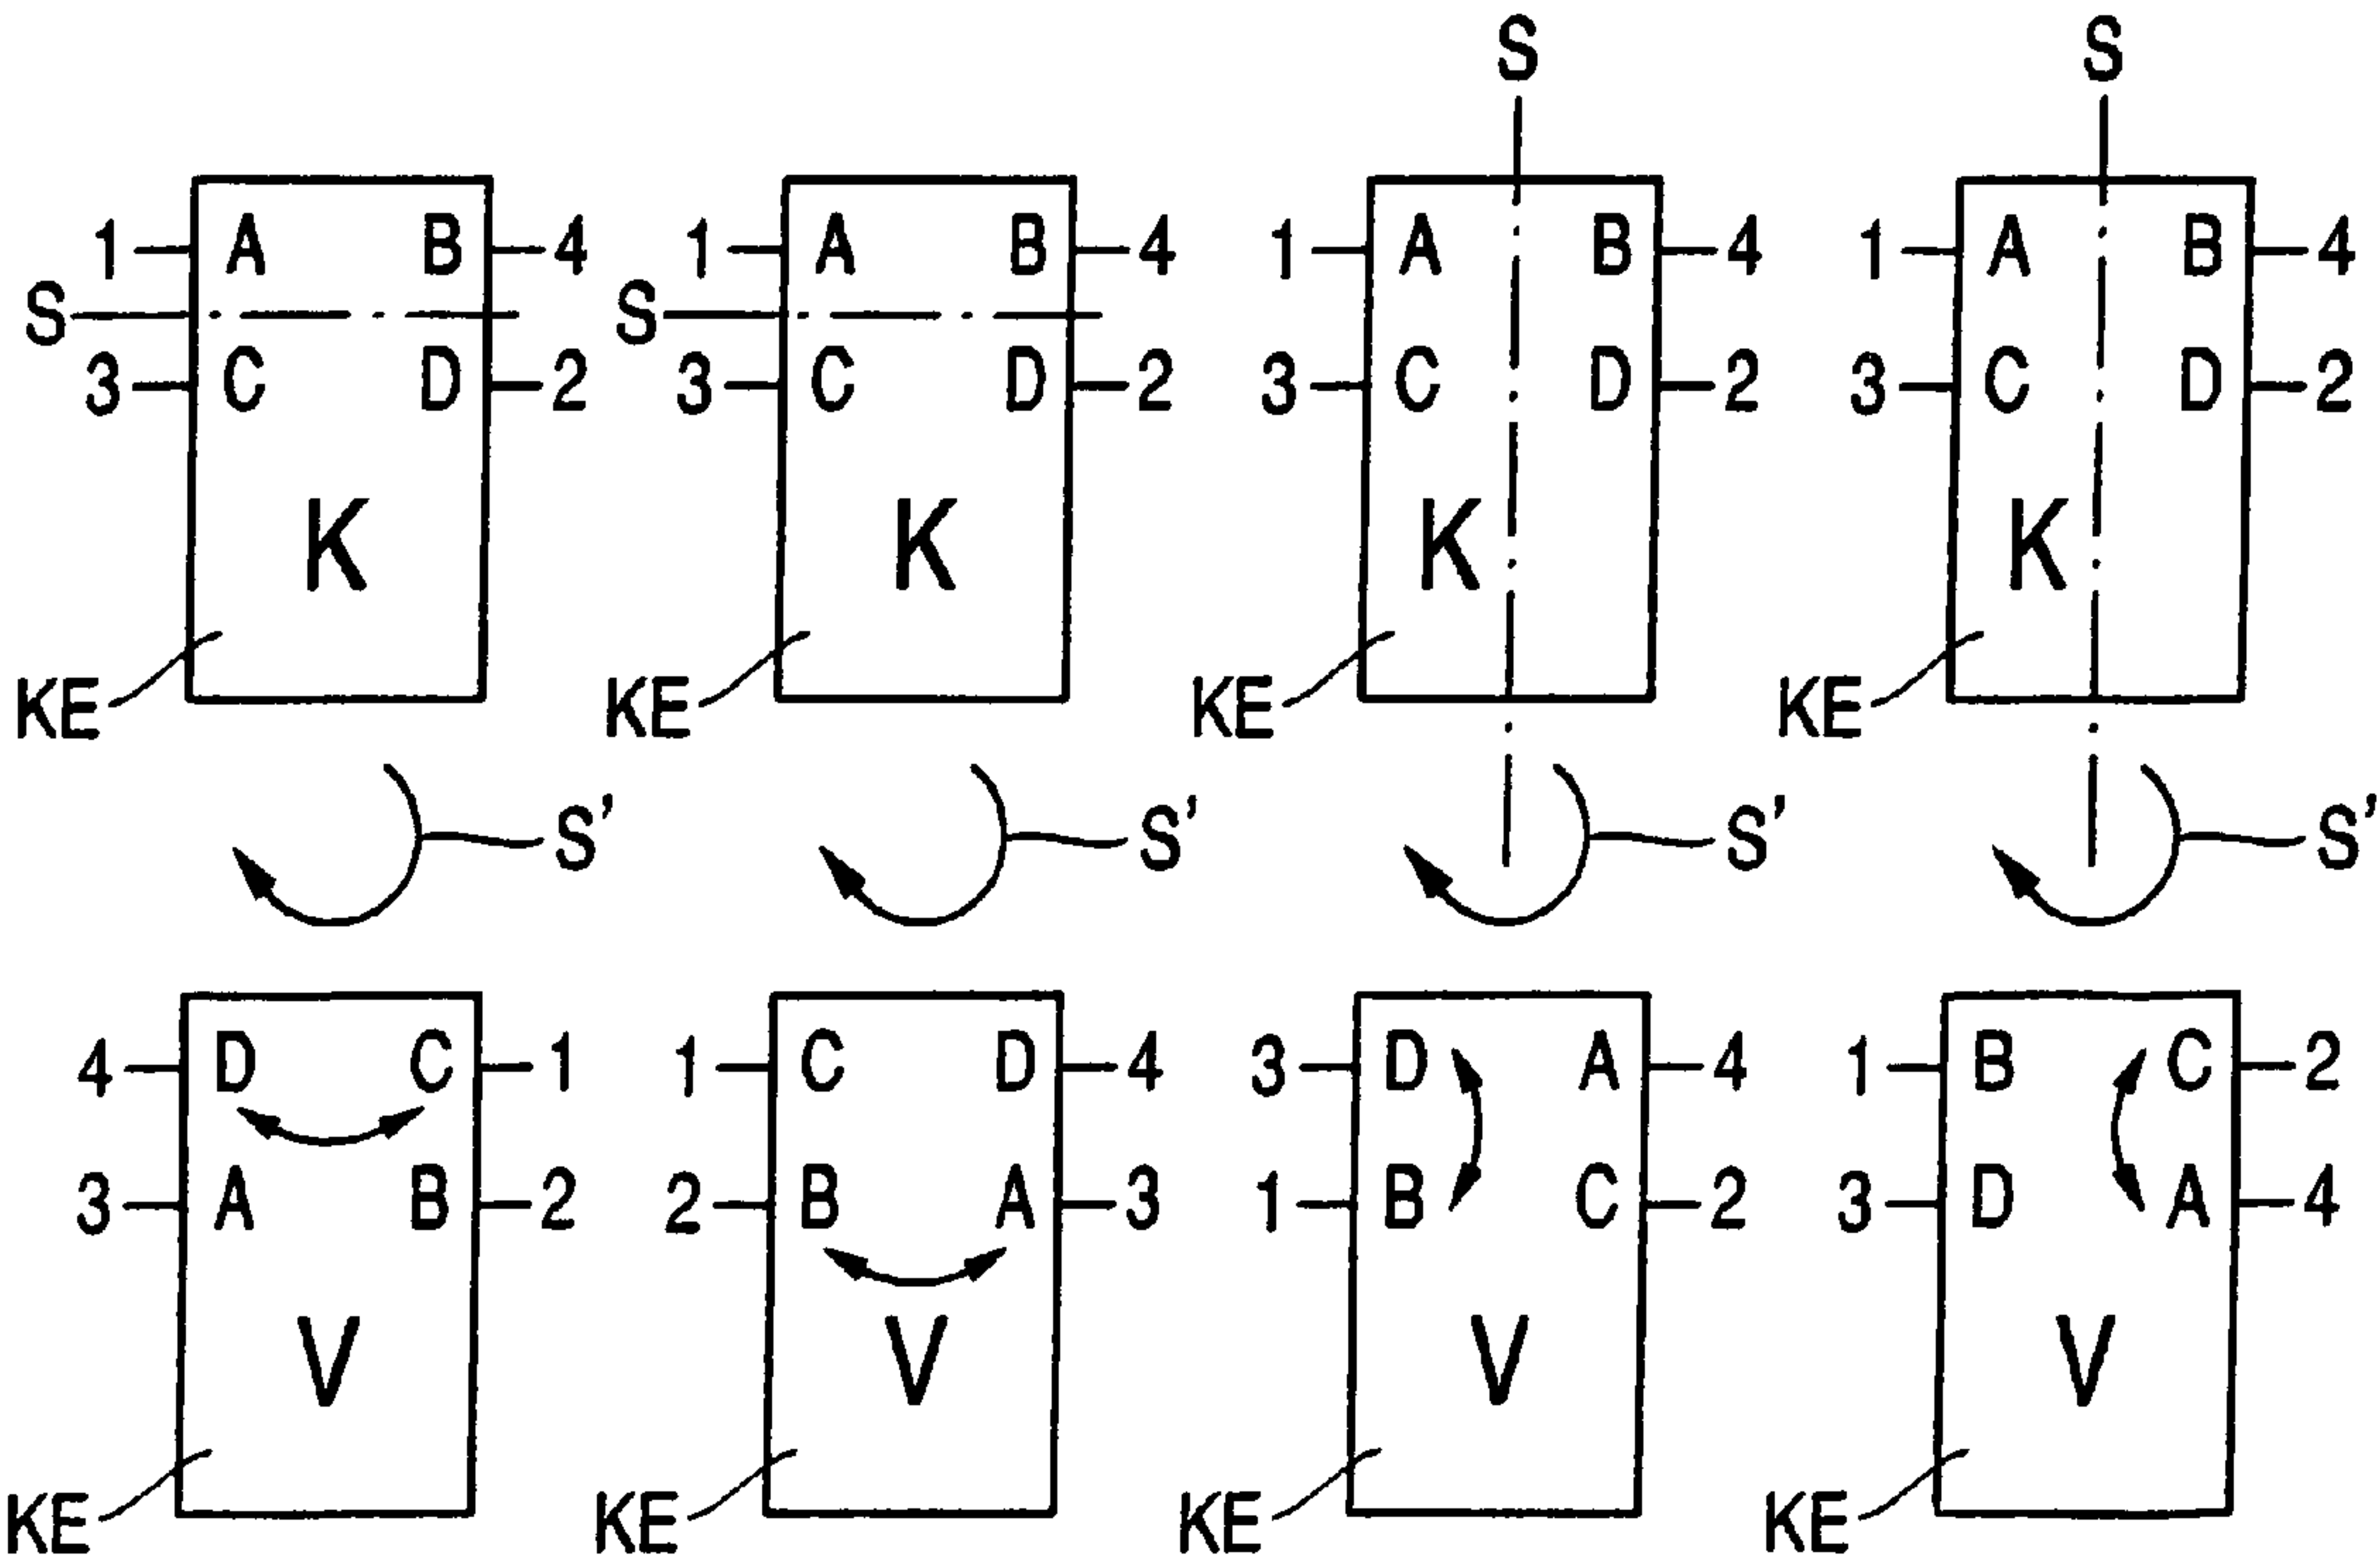 S S
1 A B 4 1 A B 4 1 A B 4 1 A B 4
S S
3 C D 2 3 C D 2 3 C D 2 3 C D 2
K K K K
KE KE KE KE
S' S' S' S'
4 D C 1 1 C D 4 3 D A 4 1 B C 2
3 A B 2 2 B A 3 1 B C 2 3 D A 4
V V V V
KE KE KE KE